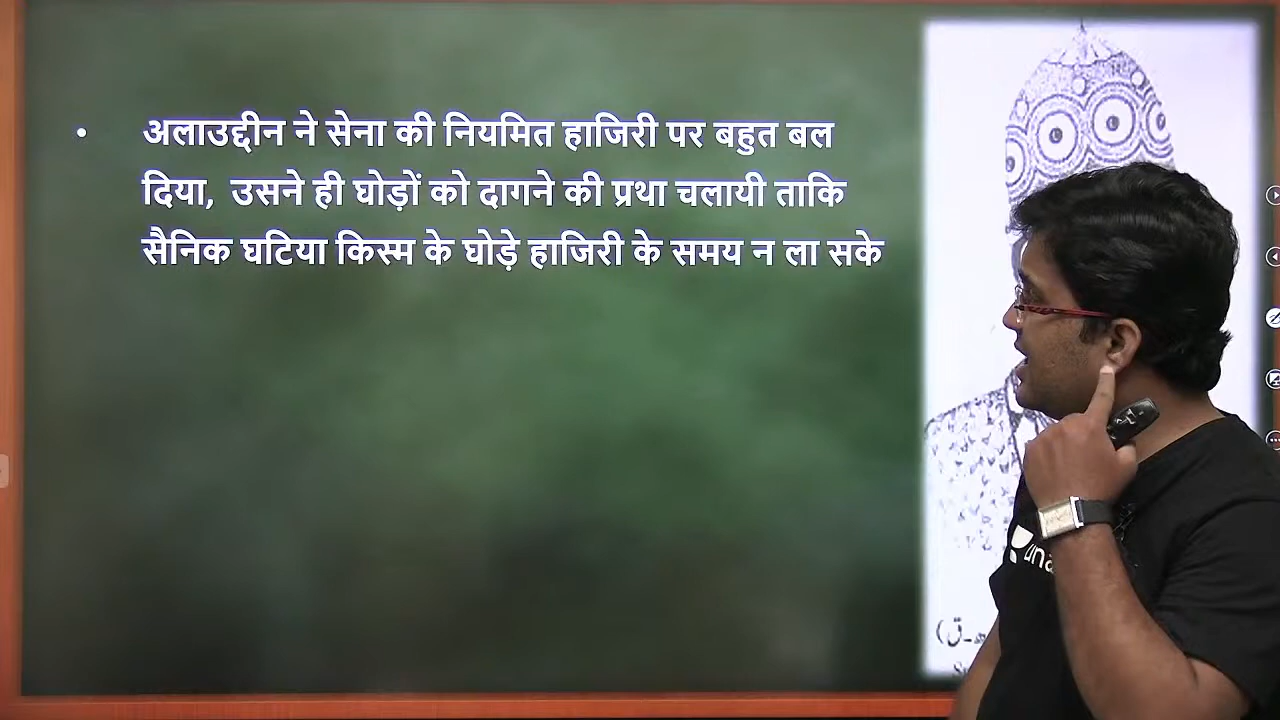 • अलाउद्दीन ने सेना की नियमित हाजिरी पर बहुत बल
दिया, उसने ही घोड़ों को दागने की प्रथा चलायी ताकि
सैनिक घटिया किस्म के घोड़े हाजिरी के समय न ला सके